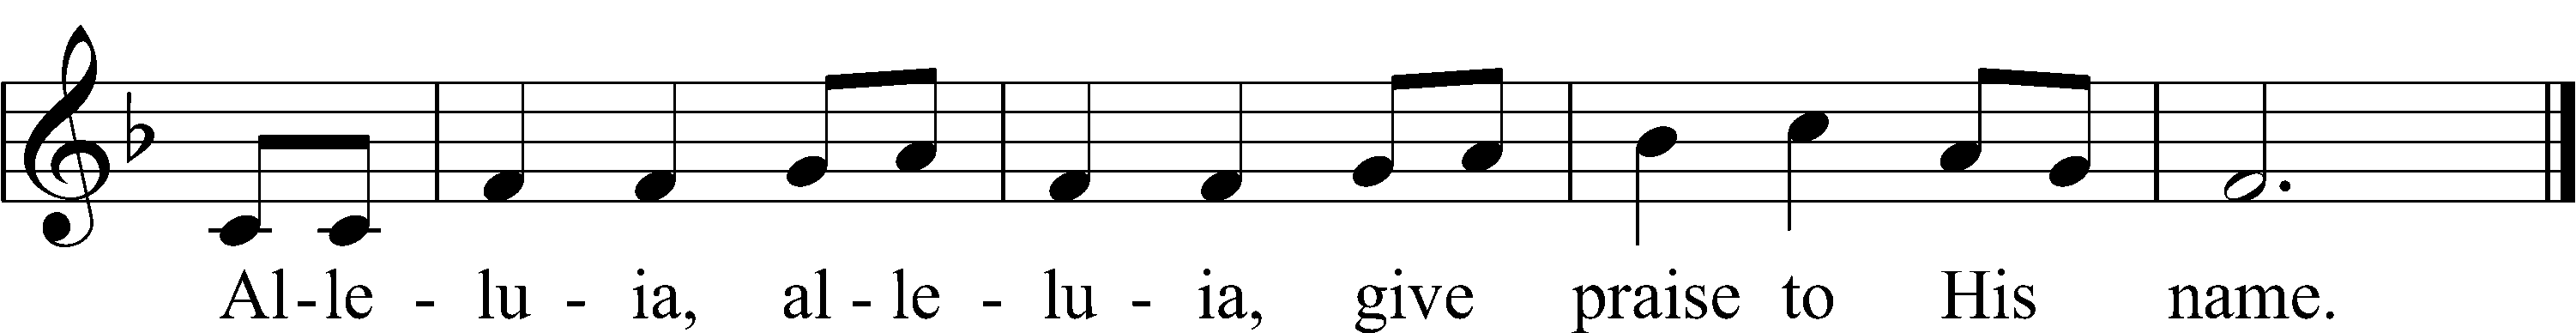 Al-le - lu - ia, al - le - lu - ia, give praise to His name.